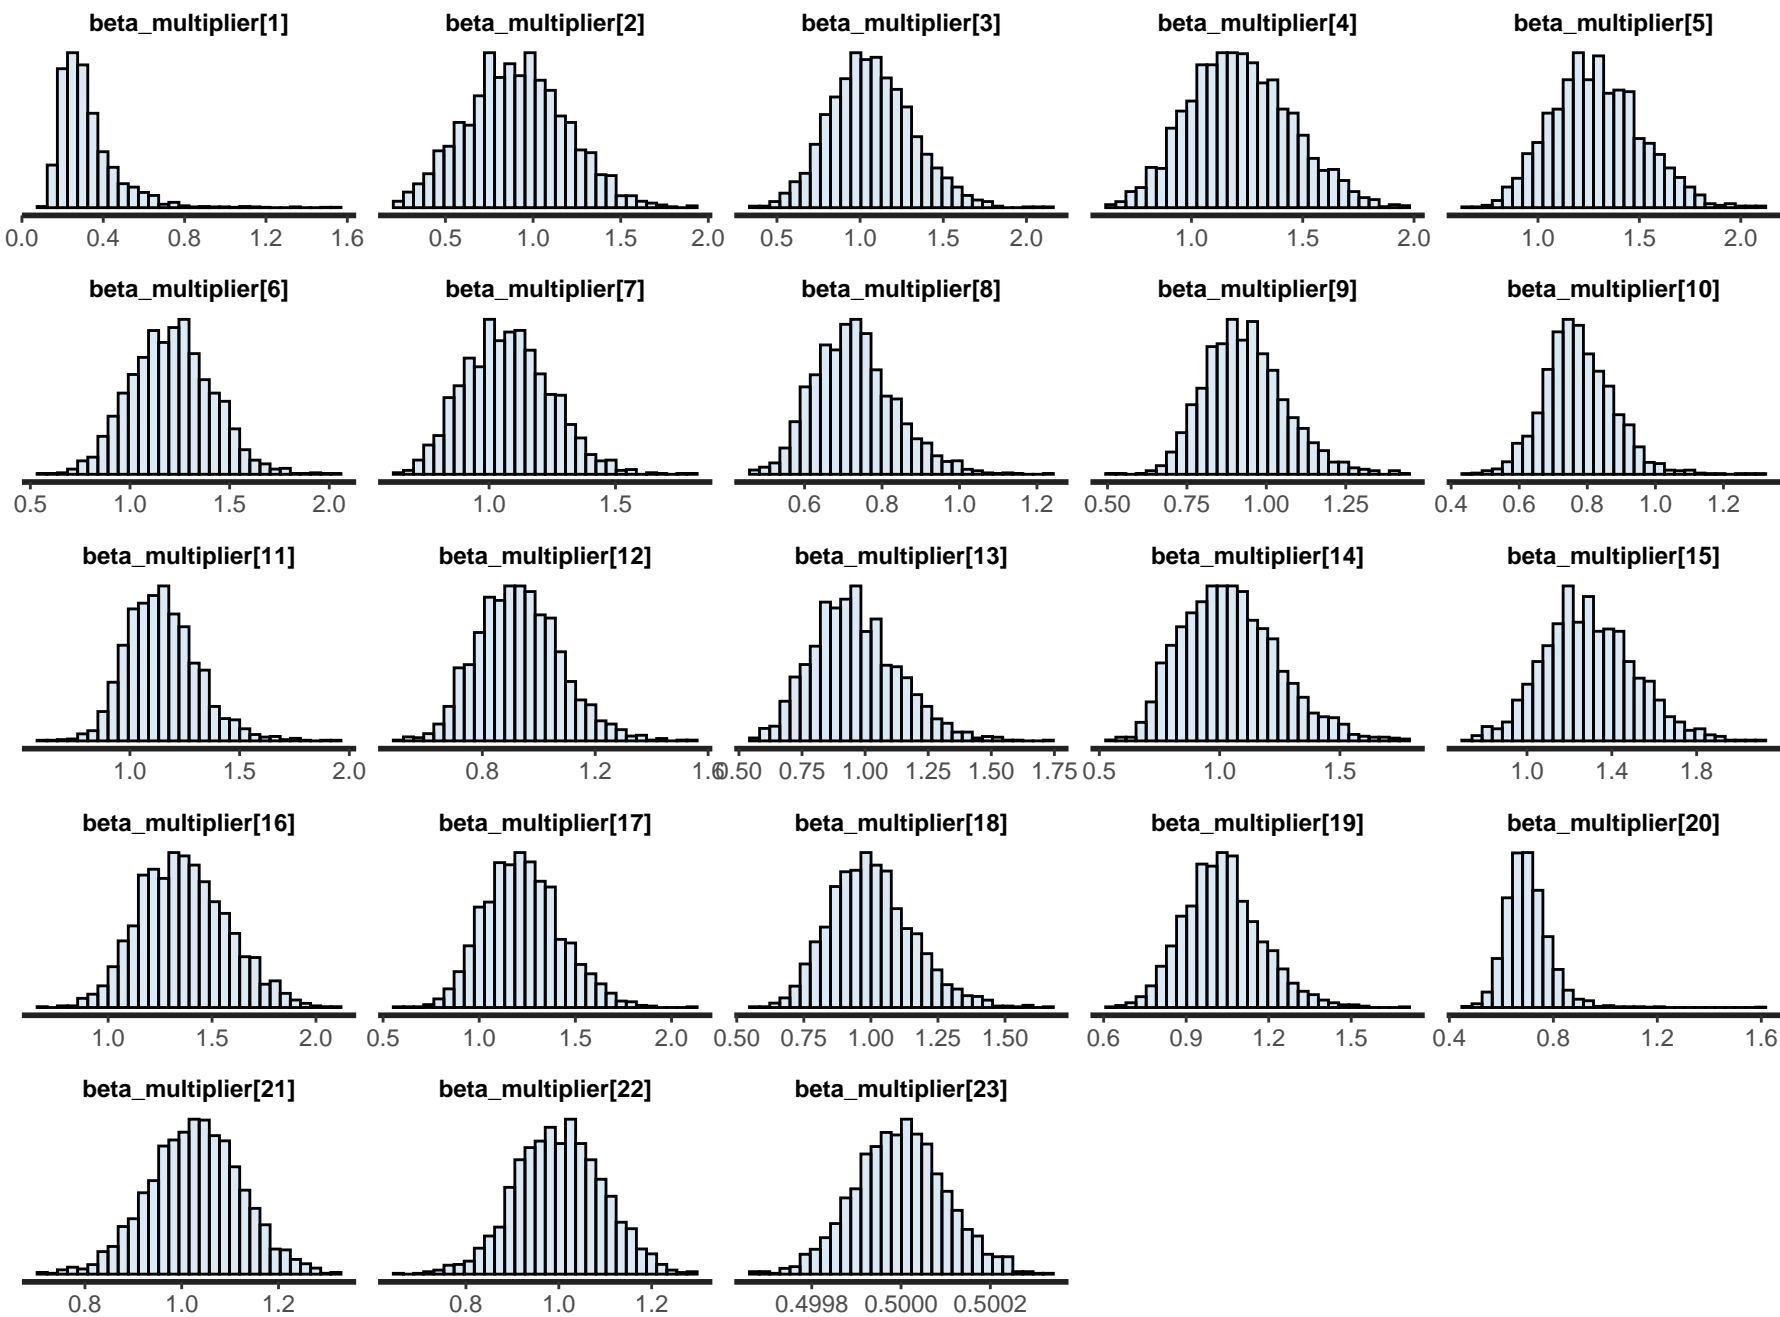 beta_multiplier[1] beta_multiplier[2] beta_multiplier[3] beta_multiplier[4] beta_multiplier[5]
0.0 0.4 0.8 1.2 1.6 0.5 1.0 1.5 2.0 0.5 1.0 1.5 2.0 1.0 1.5 2.0 1.0 1.5 2.0
beta_multiplier[6] beta_multiplier[7] beta_multiplier[8] beta_multiplier[9] beta_multiplier[10]
0.5 1.0 1.5 2.0 1.0 1.5 0.6 0.8 1.0 1.2 0.50 0.75 1.00 1.25 0.4 0.6 0.8 1.0 1.2
beta_multiplier[11] beta_multiplier[12] beta_multiplier[13] beta_multiplier[14] beta_multiplier[15]
1.0 1.5 2.0 0.8 1.2 1.6 0.50 0.75 1.00 1.25 1.50 1.75 0.5 1.0 1.5 1.0 1.4 1.8
beta_multiplier[16] beta_multiplier[17] beta_multiplier[18] beta_multiplier[19] beta_multiplier[20]
1.0 1.5 2.0 0.5 1.0 1.5 2.0 0.50 0.75 1.00 1.25 1.50 0.6 0.9 1.2 1.5 0.4 0.8 1.2 1.6
beta_multiplier[21] beta_multiplier[22] beta_multiplier[23]
0.8 1.0 1.2 0.8 1.0 1.2 0.4998 0.5000 0.5002